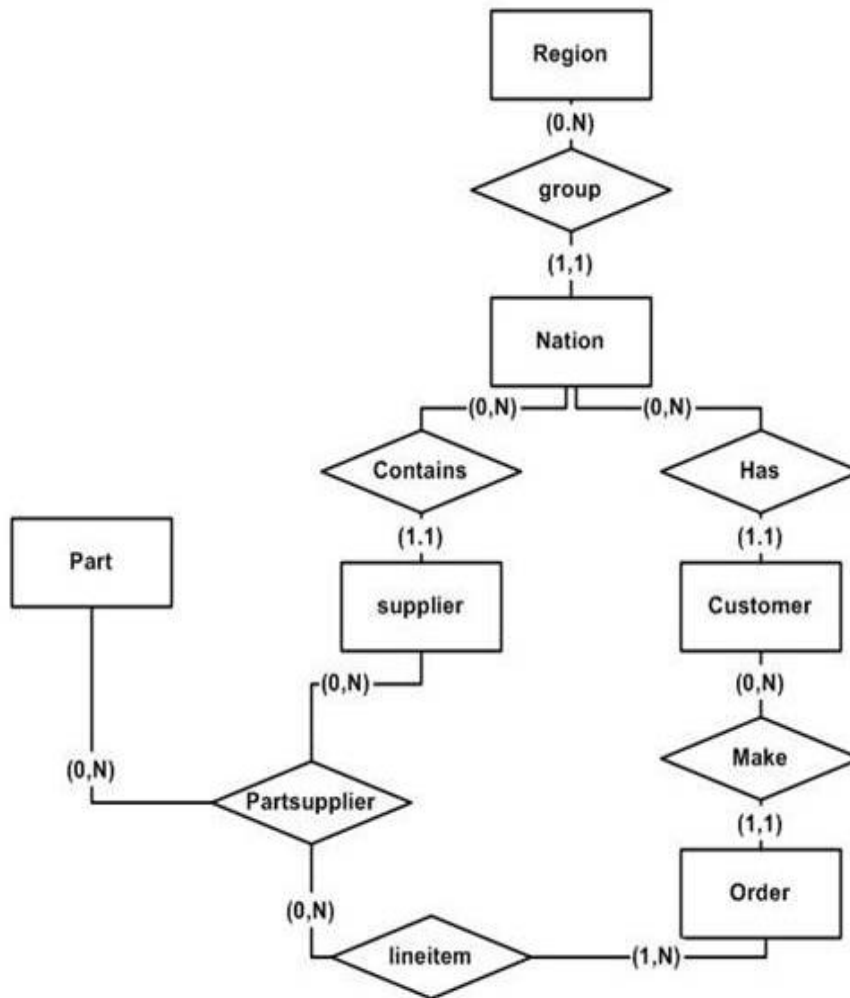 Region
(0.N)
group
(1,1)
Nation
(0,N)
(0,N)
Contains
Has
(1.1)
(1.1)
Part
supplier
Customer
(0,N)
(0,N)
(0,N)
Make
Partsupplier
(1,1)
(0,N)
Order
lineitem
(1,N)